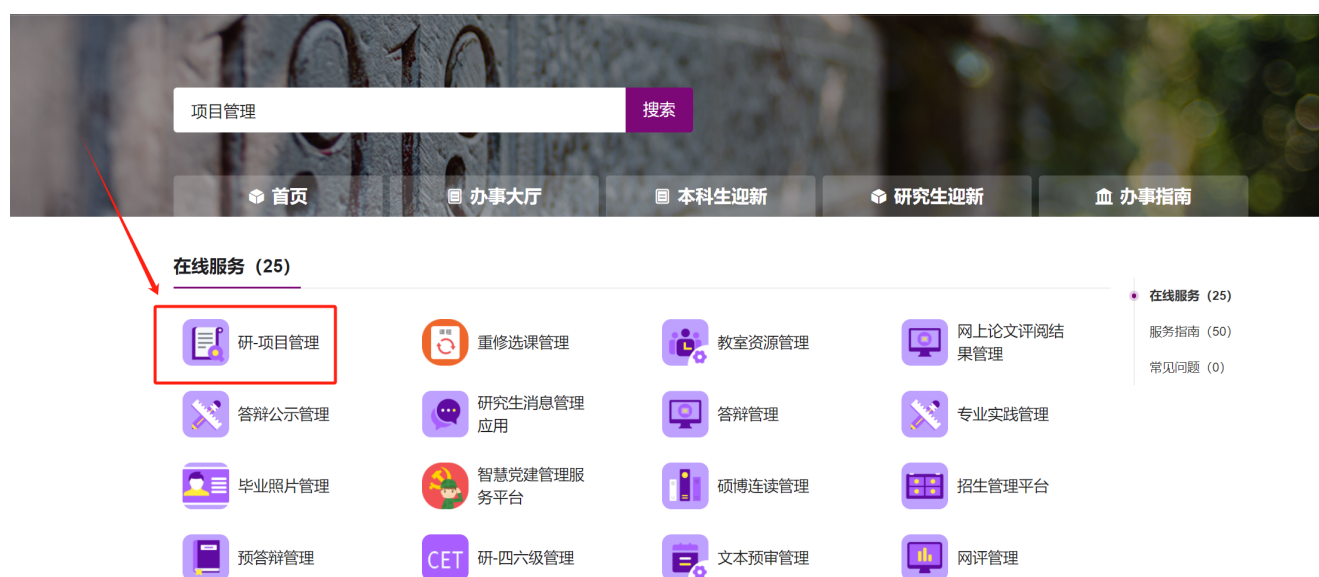 项目管理
搜索
首页
办事大厅
本科生迎新
研究生迎新
办事指南
在线服务（25）
在线服务（25）
服务指南（50）
常见问题（0）
研-项目管理
重修选课管理
教室资源管理
网上论文评阅结
果管理
答辩公示管理
研究生消息管理
应用
答辩管理
专业实践管理
毕业照片管理
智慧党建管理服
务平台
硕博连读管理
招生管理平台
预答辩管理
CET
研-四六级管理
文本预审管理
网评管理